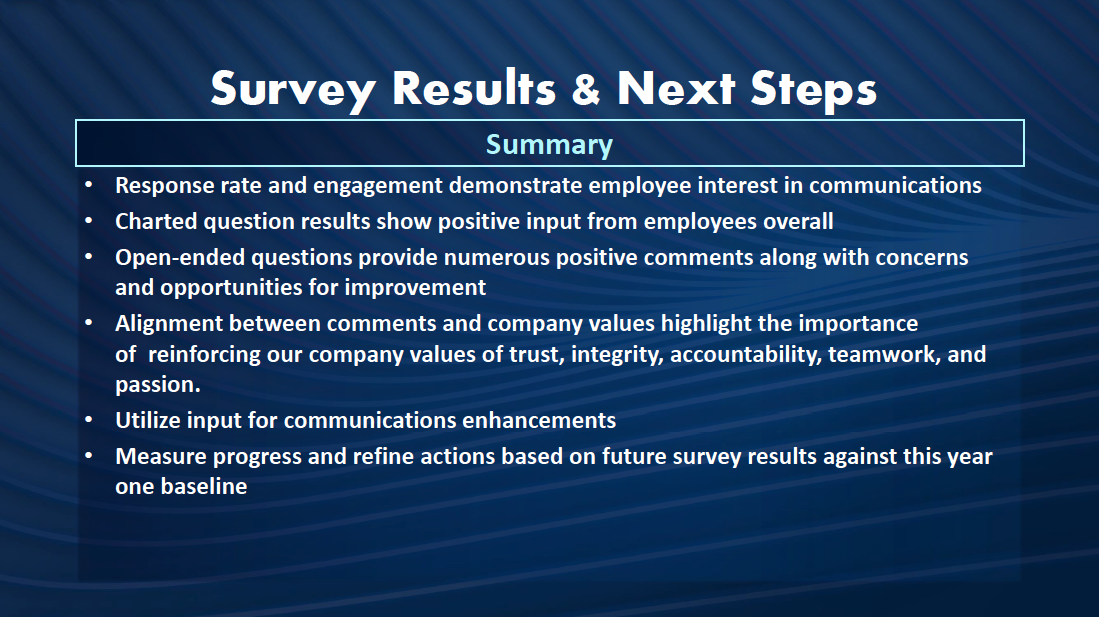 Survey Results & Next Steps
Summary
• Response rate and engagement demonstrate employee interest in communications
• Charted question results show positive input from employees overall
• Open-ended questions provide numerous positive comments along with concerns
and opportunities for improvement
• Alignment between comments and company values highlight the importance
of  reinforcing our company values of trust, integrity, accountability, teamwork, and
passion.
• Utilize input for communications enhancements
• Measure progress and refine actions based on future survey results against this year
one baseline